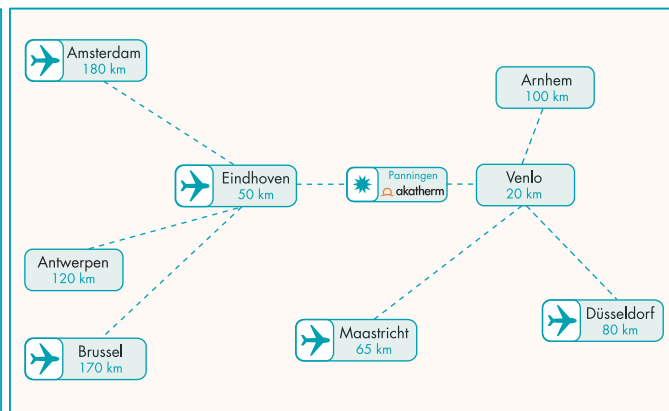 Amsterdam
180 km
Arnhem
100 km
Eindhoven
50 km
Panningen
akatherm
Venlo
20 km
Antwerpen
120 km
Brussel
170 km
Maastricht
65 km
Düsseldorf
80 km